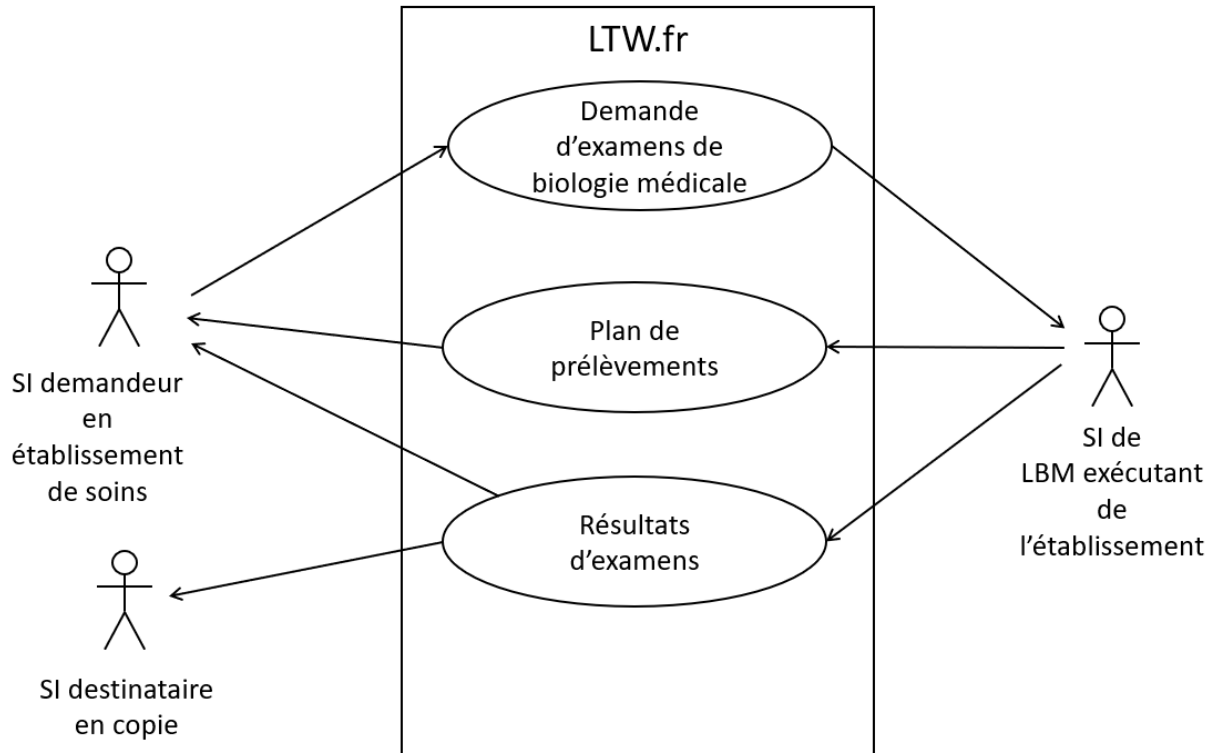 LTW.fr
Demande
d’examens de
biologie médicale
Plan de
prélèvements
SI demandeur
en
établissement
de soins
SI de
LBM exécutant
de
l’établissement
Résultats
d’examens
SI destinataire
en copie